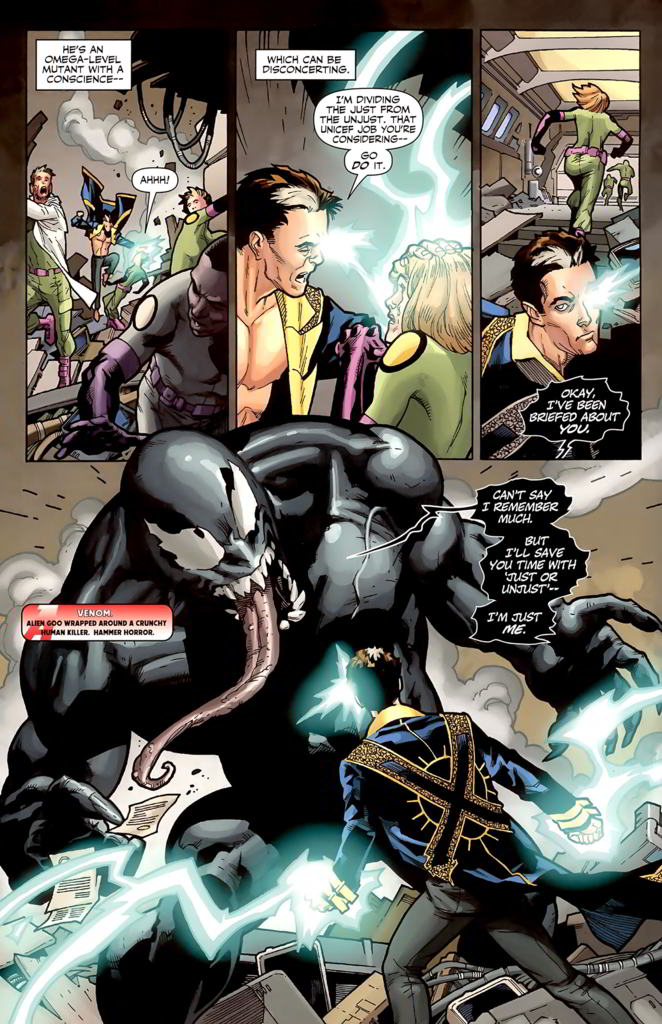 HE'S AN
OMEGA-LEVEL
MUTANT WITH A
CONSCIENCE--
AHHH!
WHICH CAN BE
DISCONCERTING.
I'M DIVIDING
THE JUST FROM
THE UNJUST. THAT
UNICEF JOB YOU'RE
CONSIDERING--
GO
DO IT.
OKAY,
I'VE BEEN
BRIEFED ABOUT
YOU.
CAN'T SAY
I REMEMBER
MUCH.
BUT
I'LL SAVE
YOU TIME WITH
'JUST OR
UNJUST'--
I'M JUST
ME.
VENOM.
ALIEN GOO WRAPPED AROUND A CRUNCHY
HUMAN KILLER. HAMMER HORROR.